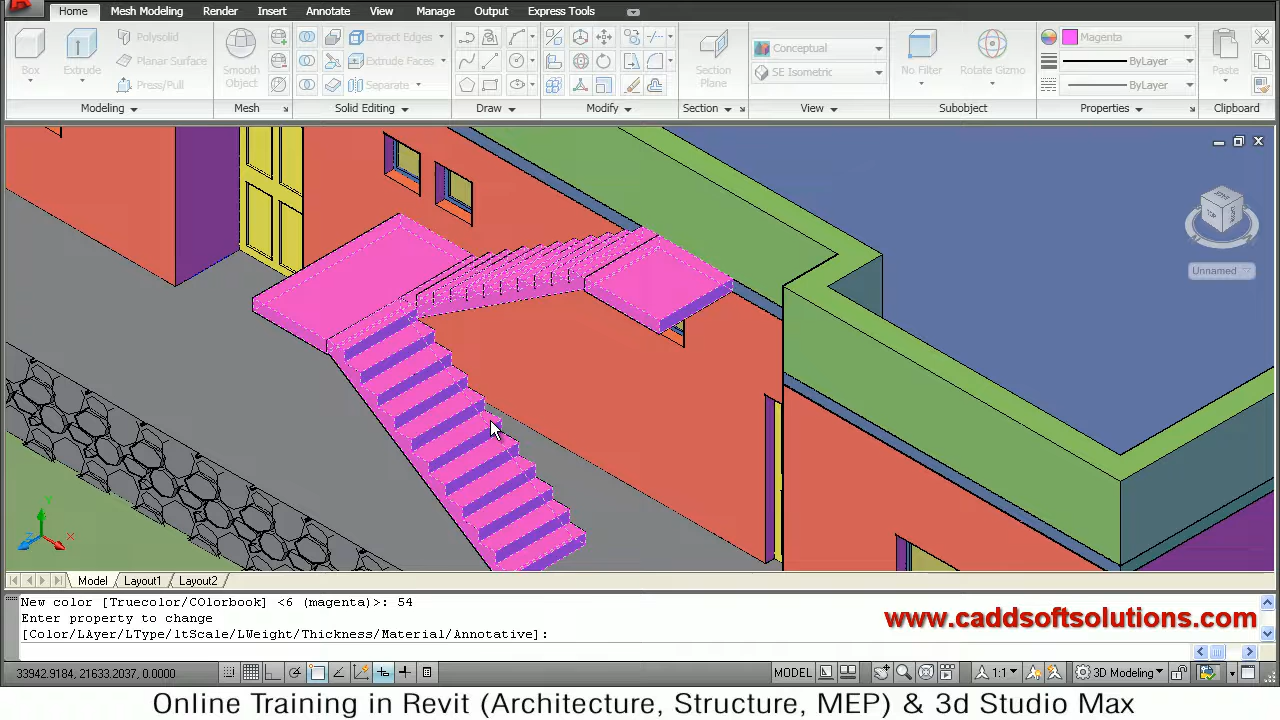 Home Mesh Modeling Render Insert Annotate View Manage Output Express Tools
Box
Extrude
Polysolid
Planar Surface
Press/Pull
Smooth
Object
Extrude Edges
Extrude Faces
Separate
Section
Plane
Conceptual
SE Isometric
No Filter
Rotate Gizmo
Magenta
ByLayer
ByLayer
Paste
Modeling Mesh Solid Editing Draw Modify Section View Subobject Properties Clipboard
TOP
Unnamed
Y
X
Z
Model Layout1 Layout2
New color [Truecolor/COlorbook] <6 (magenta)>: 54
Enter property to change
[Color/LAyer/LType/ltScale/LWeight/Thickness/Material/Annotative]:
www.caddsoftsolutions.com
33942.9184, 21633.2037, 0.0000
MODEL
1:1
3D Modeling
Online Training in Revit (Architecture, Structure, MEP) & 3d Studio Max